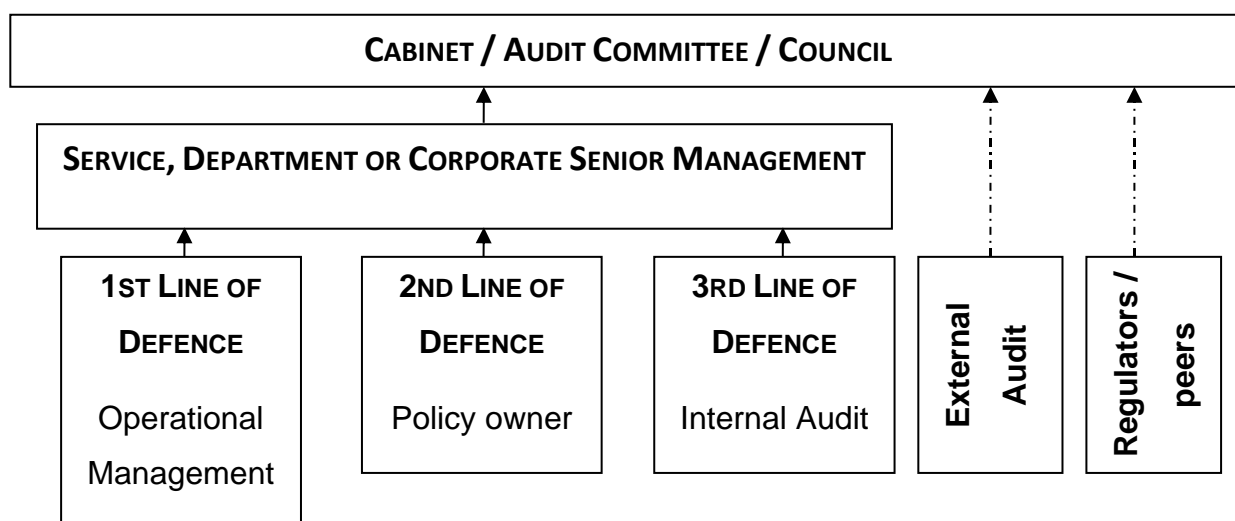 CABINET / AUDIT COMMITTEE / COUNCIL
SERVICE, DEPARTMENT OR CORPORATE SENIOR MANAGEMENT
1ST LINE OF
DEFENCE
Operational
Management
2ND LINE OF
DEFENCE
Policy owner
3RD LINE OF
DEFENCE
Internal Audit
External
Audit
Regulators /
peers